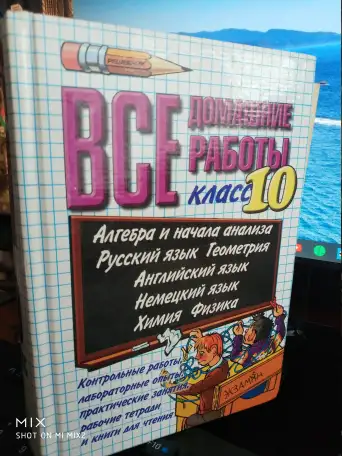 ВСЕ
ДОМАШНИЕ
РАБОТЫ
класс 10
Алгебра и начала анализа
Русский язык Геометрия
Английский язык
Немецкий язык
Химия Физика
Контрольные работы,
лабораторные опыты,
практические занятия,
рабочие тетради
и книги для чтения
ЭКЗАМЕН
MIX
SHOT ON MI MIX2